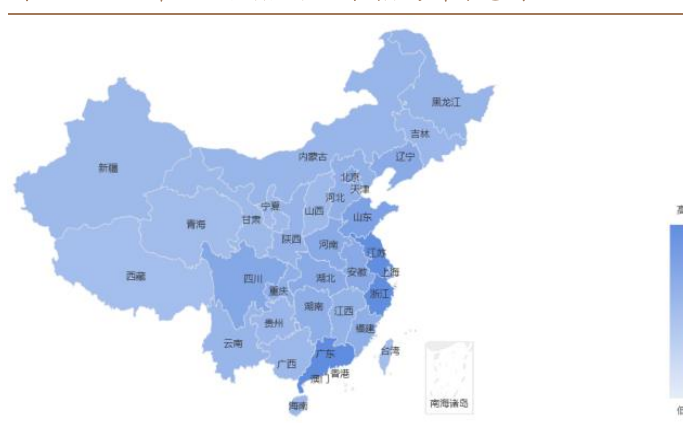 黑龙江
吉林
辽宁
内蒙古
新疆
北京
天津
河北
宁夏
山西
山东
甘肃
青海
陕西
河南
江苏
西藏
四川
湖北
安徽
上海
重庆
浙江
湖南
江西
贵州
福建
云南
广东
台湾
广西
香港
澳门
南海诸岛
海南